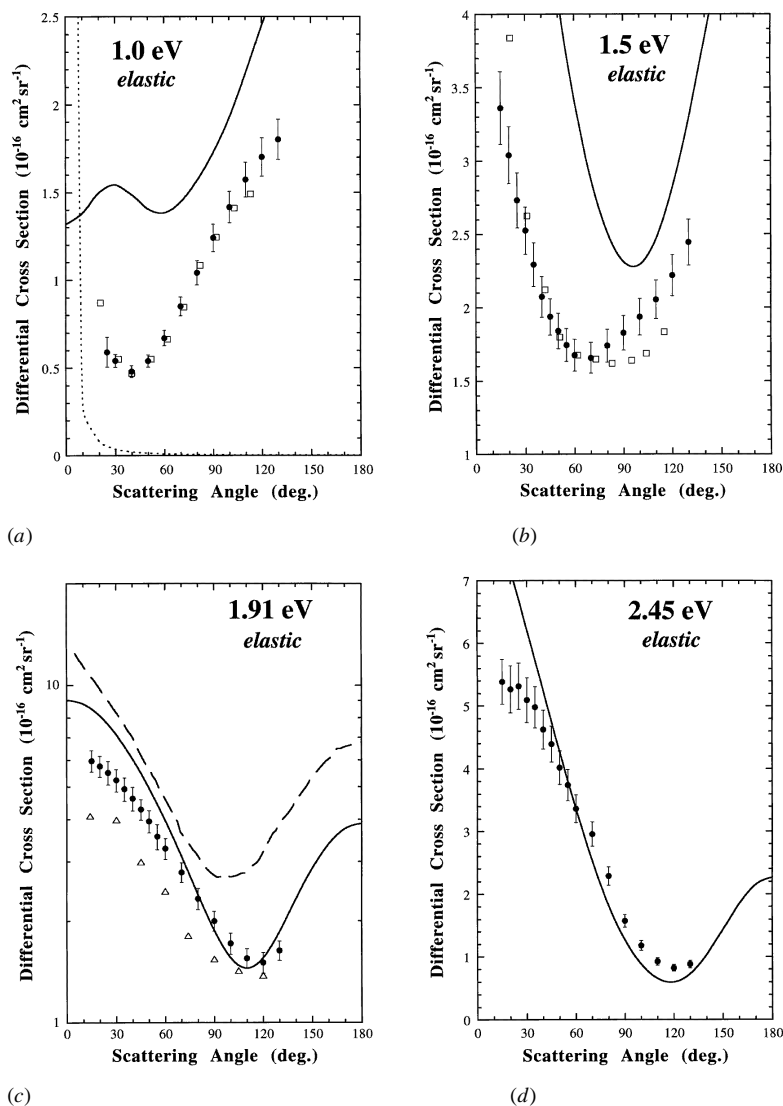 2.5
2
1.5
1
0.5
0
1.0 eV
elastic
Differential Cross Section (10⁻¹⁶ cm² sr⁻¹)
0 30 60 90 120 150 180
Scattering Angle (deg.)
(a)
4
3.5
3
2.5
2
1.5
1
1.5 eV
elastic
Differential Cross Section (10⁻¹⁶ cm² sr⁻¹)
0 30 60 90 120 150 180
Scattering Angle (deg.)
(b)
10
1
1.91 eV
elastic
Differential Cross Section (10⁻¹⁶ cm² sr⁻¹)
0 30 60 90 120 150 180
Scattering Angle (deg.)
(c)
7
6
5
4
3
2
1
0
2.45 eV
elastic
Differential Cross Section (10⁻¹⁶ cm² sr⁻¹)
0 30 60 90 120 150 180
Scattering Angle (deg.)
(d)